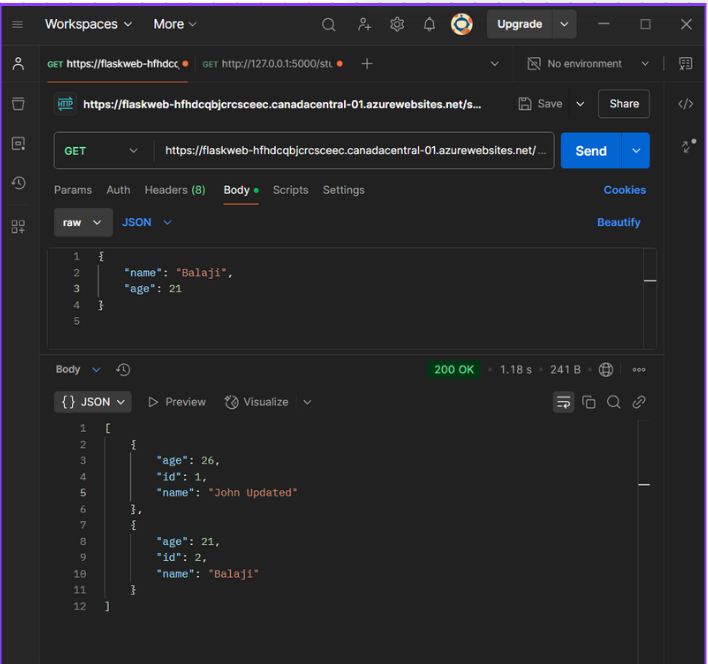 Workspaces More Upgrade
GET https://flaskweb-hfhdcc GET http://127.0.0.1:5000/stu No environment
HTTP https://flaskweb-hfhdcqbjcrcsceec.canadacentral-01.azurewebsites.net/s... Save Share
GET https://flaskweb-hfhdcqbjcrcsceec.canadacentral-01.azurewebsites.net/ ... Send
Params Auth Headers (8) Body Scripts Settings Cookies
raw JSON Beautify
1 {
2 "name": "Balaji",
3 "age": 21
4 }
5
Body 200 OK 1.18 s 241 B
{} JSON Preview Visualize
1 [
2 {
3 "age": 26,
4 "id": 1,
5 "name": "John Updated"
6 },
7 {
8 "age": 21,
9 "id": 2,
10 "name": "Balaji"
11 }
12 ]